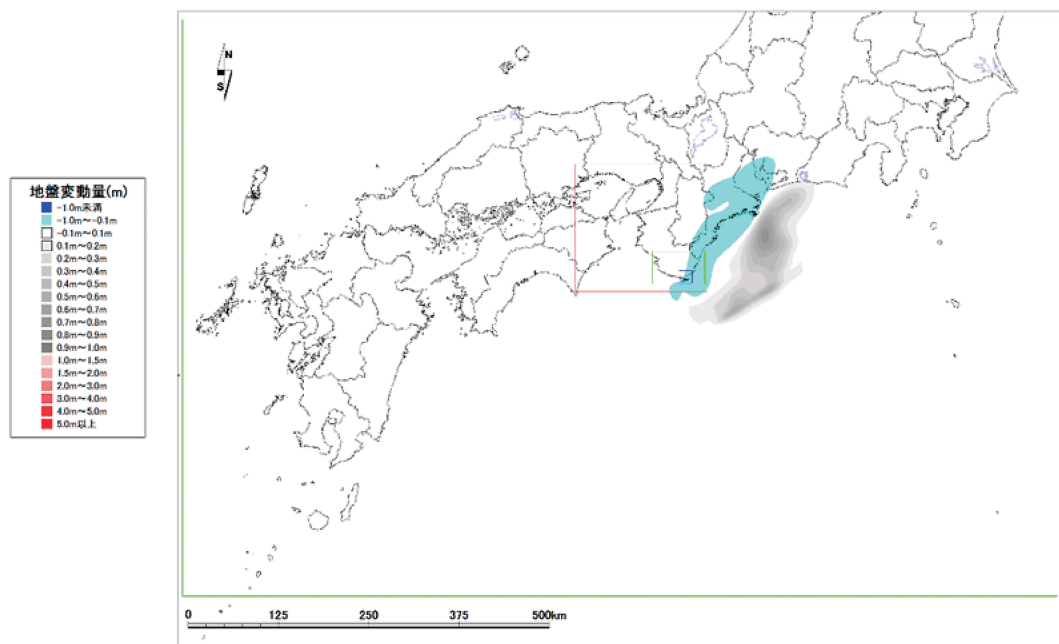 N
S
地盤変動量(m)
-1.0m未満
-1.0m～-0.1m
-0.1m～0.1m
0.1m～0.2m
0.2m～0.3m
0.3m～0.4m
0.4m～0.5m
0.5m～0.6m
0.6m～0.7m
0.7m～0.8m
0.8m～0.9m
0.9m～1.0m
1.0m～1.5m
1.5m～2.0m
2.0m～3.0m
3.0m～4.0m
4.0m～5.0m
5.0m以上
0 125 250 375 500km